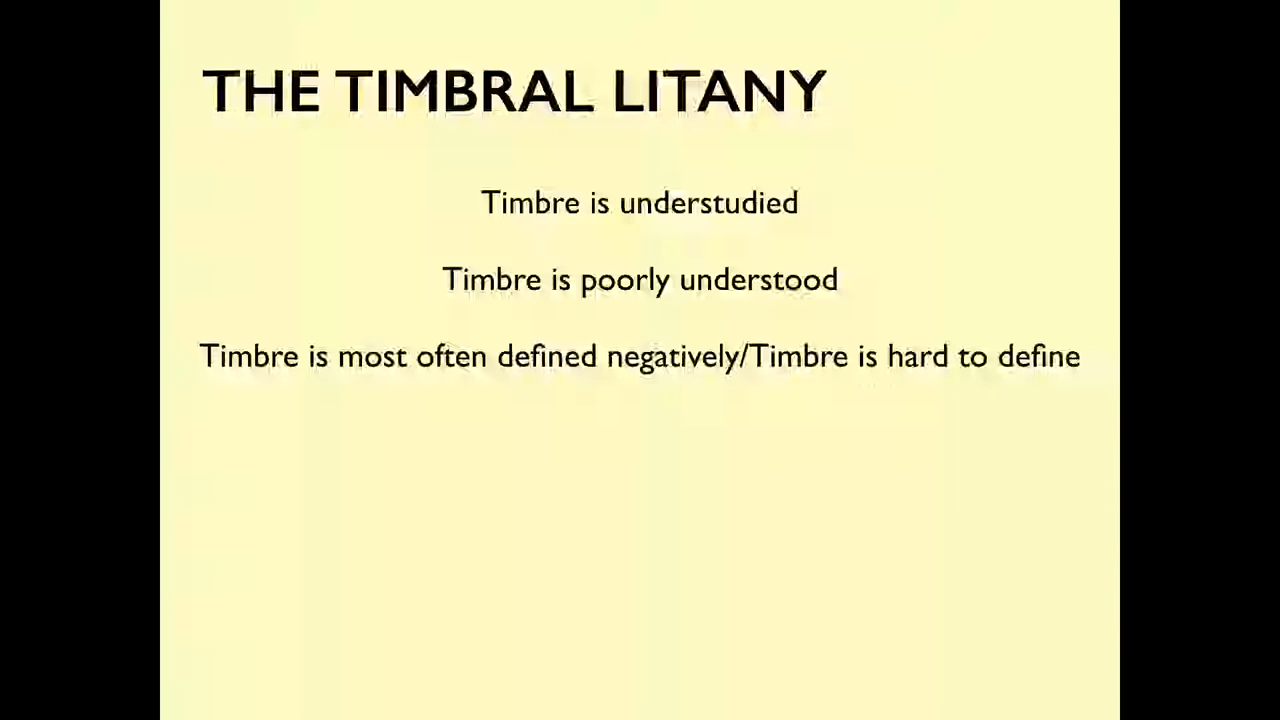 THE TIMBRAL LITANY
Timbre is understudied
Timbre is poorly understood
Timbre is most often defined negatively/Timbre is hard to define